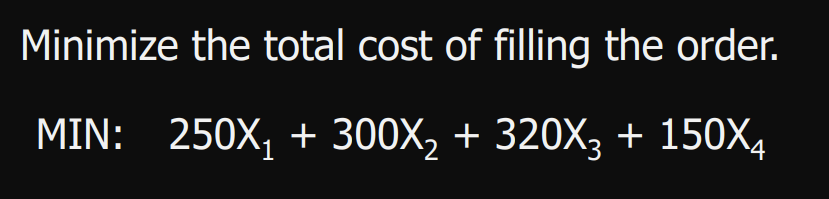 Minimize the total cost of filling the order.
MIN: 250X₁ + 300X₂ + 320X₃ + 150X₄